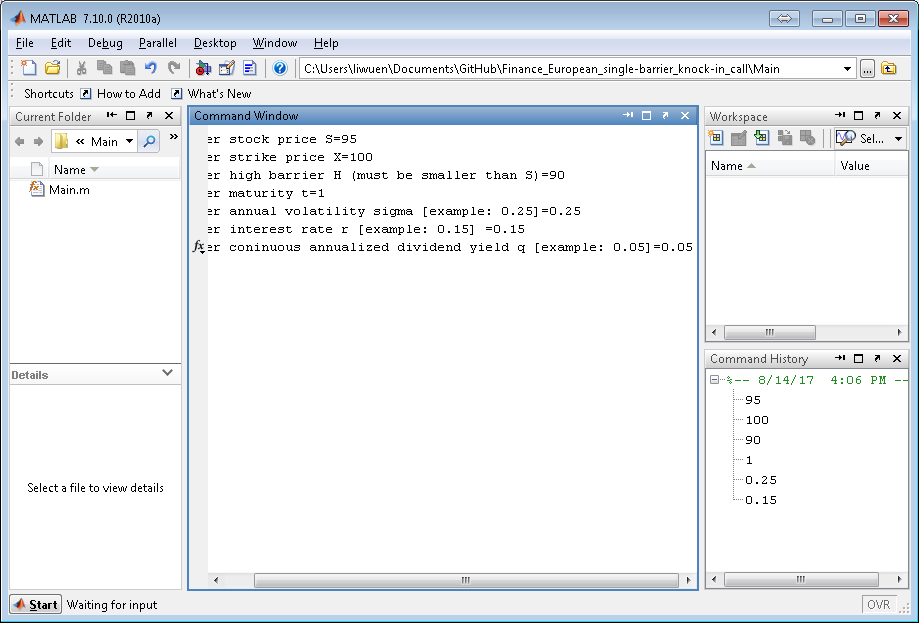 MATLAB 7.10.0 (R2010a)
File Edit Debug Parallel Desktop Window Help
C:\Users\liwuen\Documents\GitHub\Finance_European_single-barrier_knock-in_call\Main
Shortcuts How to Add What's New
Current Folder
« Main »
Name
Main.m
Details
Select a file to view details
Command Window
er stock price S=95
er strike price X=100
er high barrier H (must be smaller than S)=90
er maturity t=1
er annual volatility sigma [example: 0.25]=0.25
er interest rate r [example: 0.15] =0.15
fx er coninuous annualized dividend yield q [example: 0.05]=0.05
Workspace
Sel...
Name Value
Command History
%-- 8/14/17 4:06 PM --
95
100
90
1
0.25
0.15
Start Waiting for input
OVR